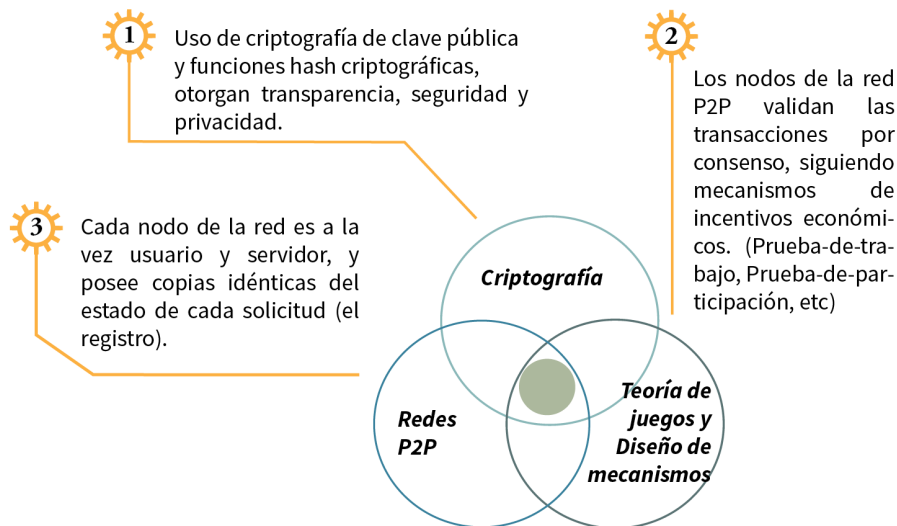 1
Uso de criptografía de clave pública
y funciones hash criptográficas,
otorgan transparencia, seguridad y
privacidad.
2
Los nodos de la red
P2P validan las
transacciones por
consenso, siguiendo
mecanismos de
incentivos económi-
cos. (Prueba-de-tra-
bajo, Prueba-de-par-
ticipación, etc)
3
Cada nodo de la red es a la
vez usuario y servidor, y
posee copias idénticas del
estado de cada solicitud (el
registro).
Criptografía
Redes
P2P
Teoría de
juegos y
Diseño de
mecanismos